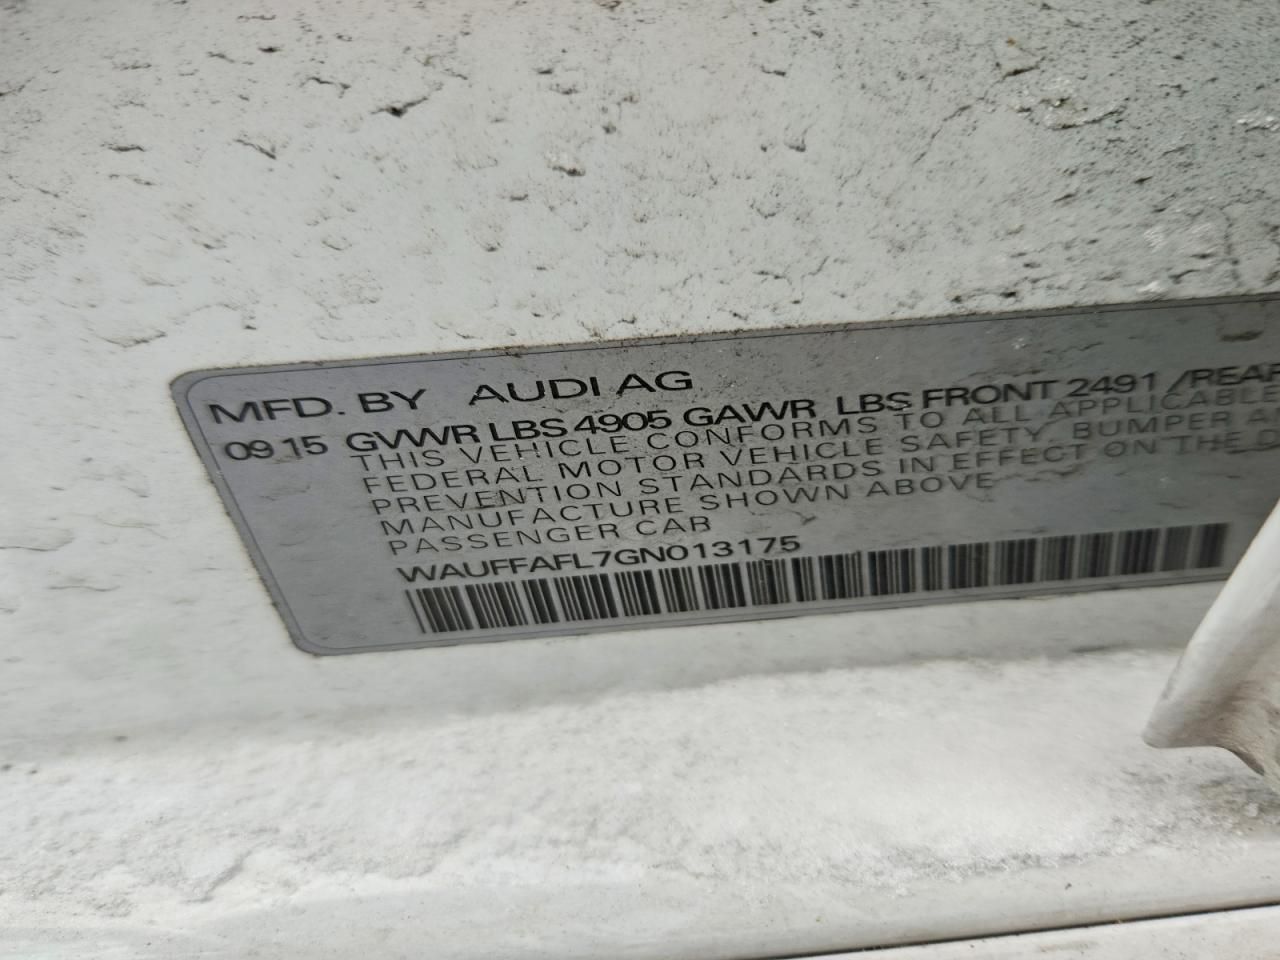 MFD. BY AUDI AG
09 15 GVWR LBS 4905 GAWR LBS FRONT 2491 /REAR
THIS VEHICLE CONFORMS TO ALL APPLICABLE
FEDERAL MOTOR VEHICLE SAFETY, BUMPER
PREVENTION STANDARDS IN EFFECT ON THE
MANUFACTURE SHOWN ABOVE
PASSENGER CAR
WAUFFAFL7GN013175